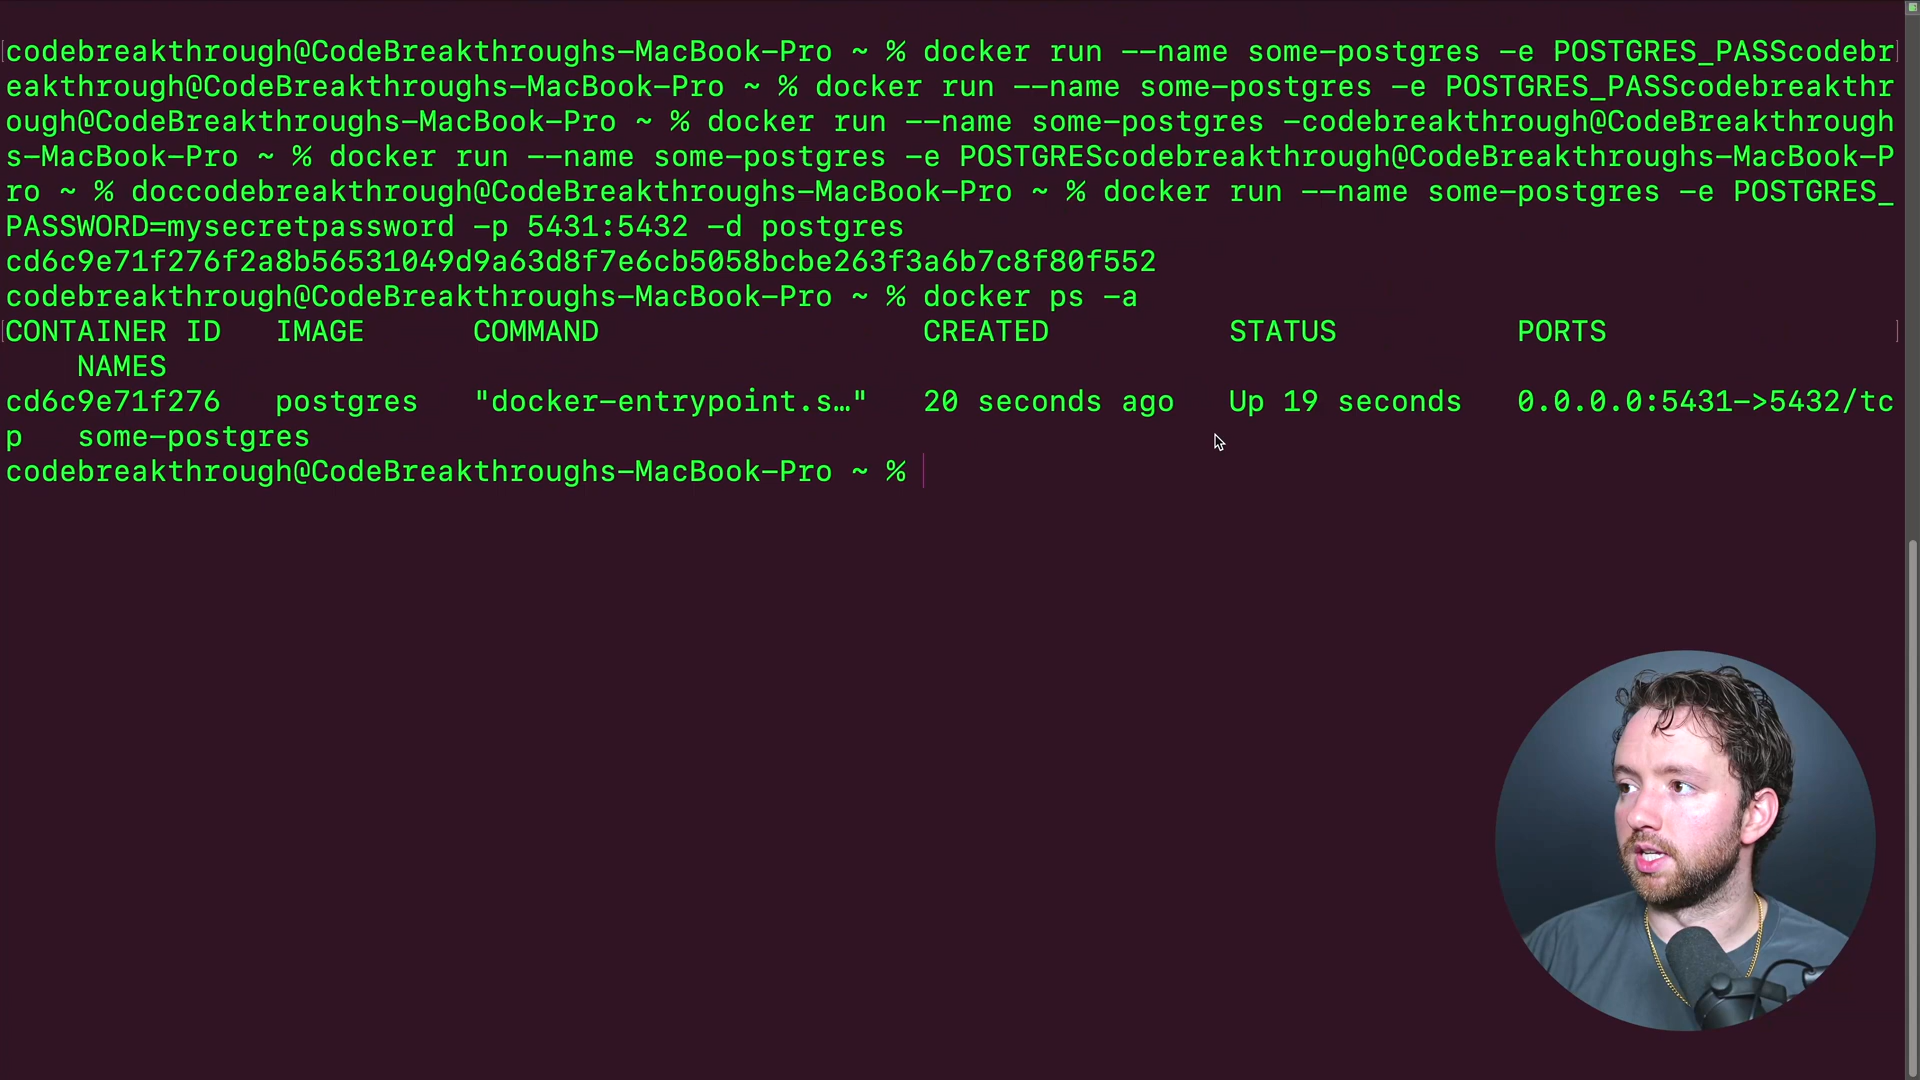 codebreakthrough@CodeBreakthroughs-MacBook-Pro ~ % docker run --name some-postgres -e POSTGRES_PASScodebr
eakthrough@CodeBreakthroughs-MacBook-Pro ~ % docker run --name some-postgres -e POSTGRES_PASScodebreakthr
ough@CodeBreakthroughs-MacBook-Pro ~ % docker run --name some-postgres -codebreakthrough@CodeBreakthrough
s-MacBook-Pro ~ % docker run --name some-postgres -e POSTGREScodebreakthrough@CodeBreakthroughs-MacBook-P
ro ~ % doccodebreakthrough@CodeBreakthroughs-MacBook-Pro ~ % docker run --name some-postgres -e POSTGRES_
PASSWORD=mysecretpassword -p 5431:5432 -d postgres
cd6c9e71f276f2a8b56531049d9a63d8f7e6cb5058bcbe263f3a6b7c8f80f552
codebreakthrough@CodeBreakthroughs-MacBook-Pro ~ % docker ps -a
CONTAINER ID   IMAGE      COMMAND                  CREATED          STATUS          PORTS
    NAMES
cd6c9e71f276   postgres   "docker-entrypoint.s…"   20 seconds ago   Up 19 seconds   0.0.0.0:5431->5432/tc
p   some-postgres
codebreakthrough@CodeBreakthroughs-MacBook-Pro ~ %